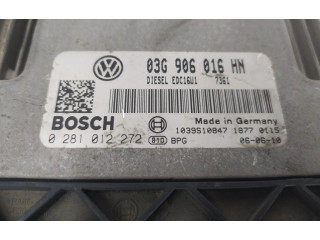 03G 906 016 HN
DIESEL EDC16U1 7361
BOSCH
Made in Germany
1039S10847 1877 0115
0 281 012 272 010 BPG 06-05-10